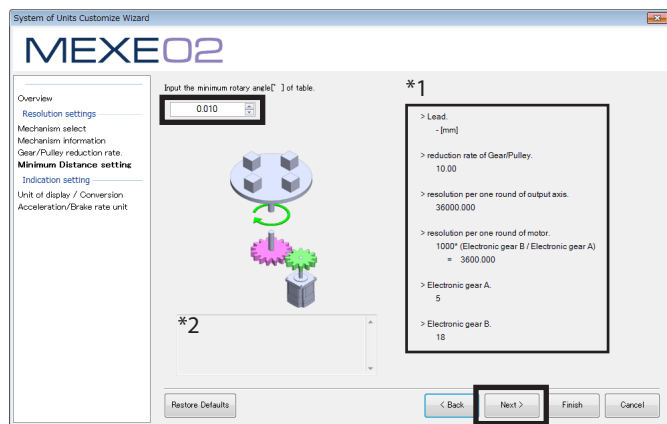 System of Units Customize Wizard
MEXE02
Overview
Resolution settings
Mechanism select
Mechanism information
Gear/Pulley reduction rate.
Minimum Distance setting
Indication setting
Unit of display / Conversion
Acceleration/Brake rate unit
Input the minimum rotary angle[° ] of table.
0.010
*1
> Lead.
- [mm]
> reduction rate of Gear/Pulley.
10.00
> resolution per one round of output axis.
36000.000
> resolution per one round of motor.
1000* (Electronic gear B / Electronic gear A)
= 3600.000
> Electronic gear A.
5
> Electronic gear B.
18
*2
Restore Defaults
< Back
Next >
Finish
Cancel